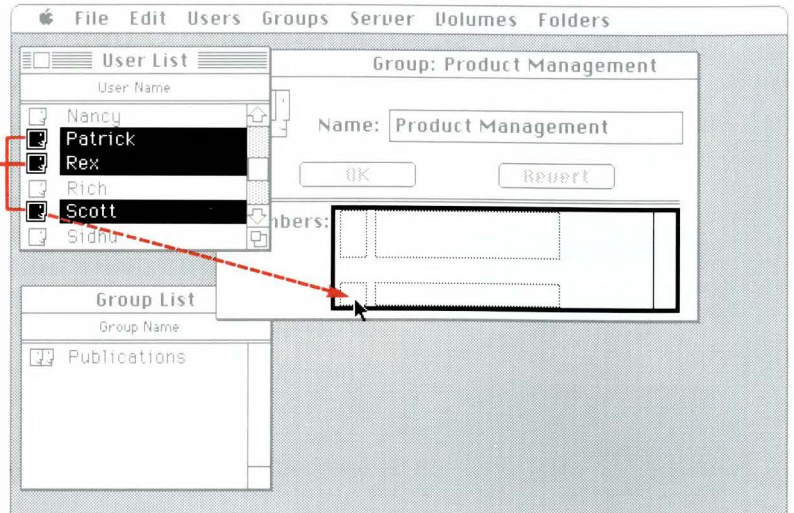 File Edit Users Groups Server Volumes Folders
User List
User Name
Nancy
Patrick
Rex
Rich
Scott
Sidhu
Group: Product Management
Name: Product Management
OK Revert
mbers:
Group List
Group Name
Publications